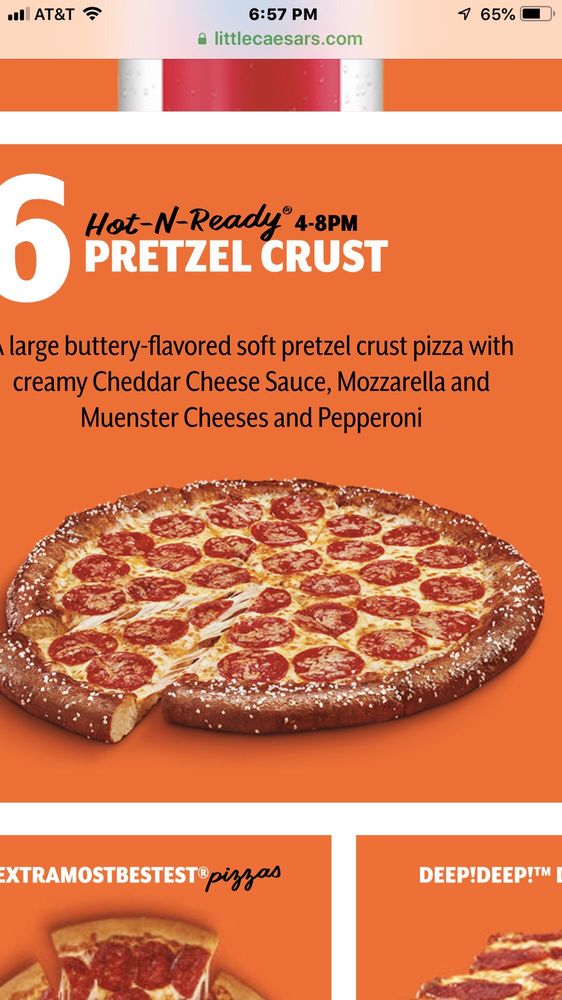 AT&T 6:57 PM 65%
littlecaesars.com
6
Hot-N-Ready® 4-8PM
PRETZEL CRUST
large buttery-flavored soft pretzel crust pizza with
creamy Cheddar Cheese Sauce, Mozzarella and
Muenster Cheeses and Pepperoni
EXTRAMOSTBESTEST® pizzas
DEEP!DEEP!™